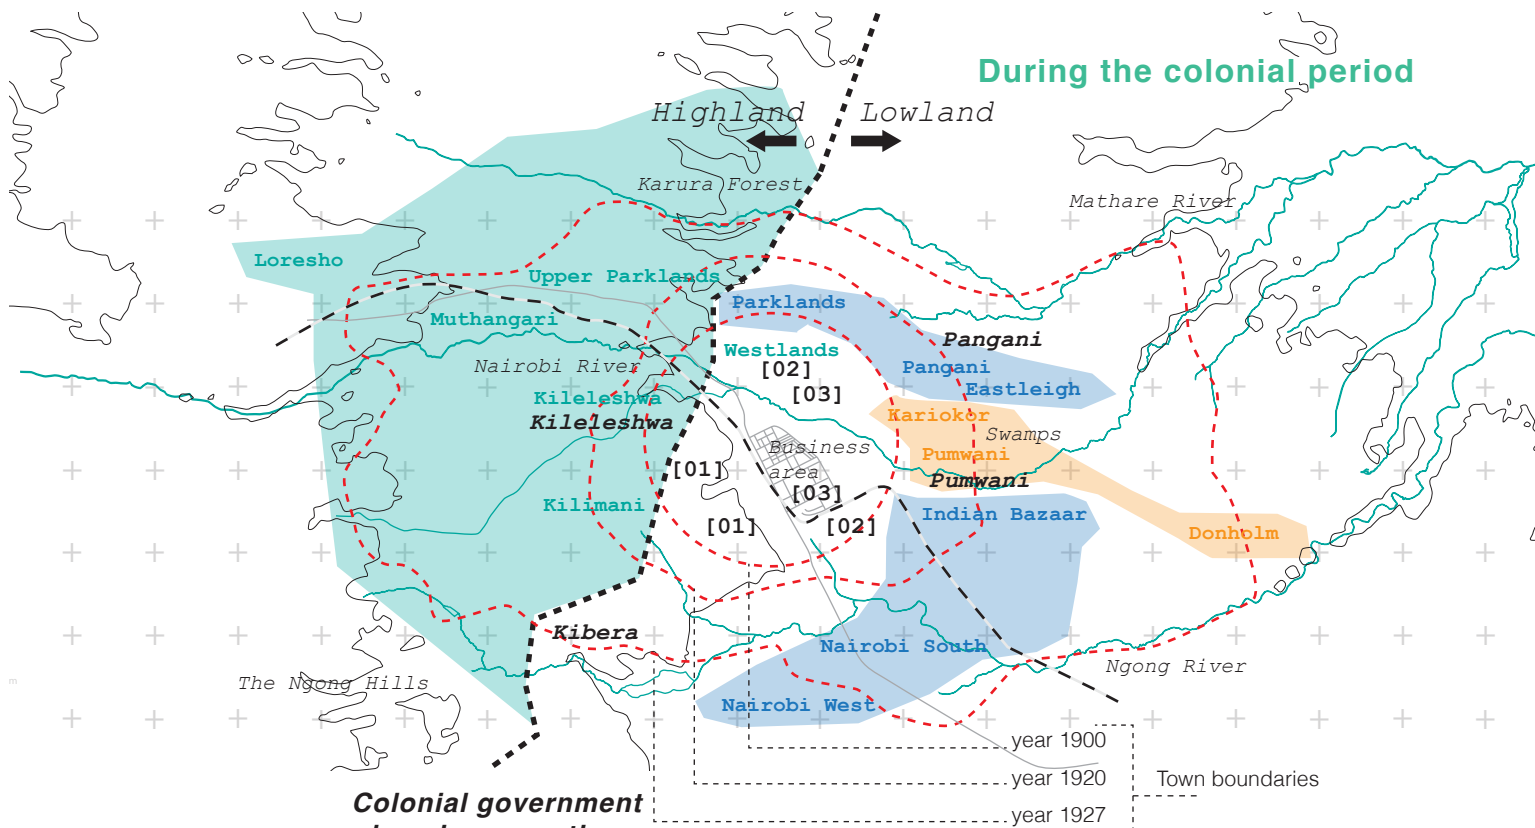 During the colonial period
Highland
Lowland
Karura Forest
Mathare River
Loresho
Upper Parklands
Parklands
Muthangari
Pangani
Westlands
Nairobi River
[02]
Pangani
Eastleigh
[03]
Kileleshwa
Kileleshwa
Kariokor
Swamps
Business
area
Pumwani
[01]
Pumwani
[03]
Kilimani
Indian Bazaar
[01]
[02]
Donholm
Kibera
Nairobi South
Ngong River
The Ngong Hills
m
Nairobi West
year 1900
year 1920
Town boundaries
year 1927
Colonial government